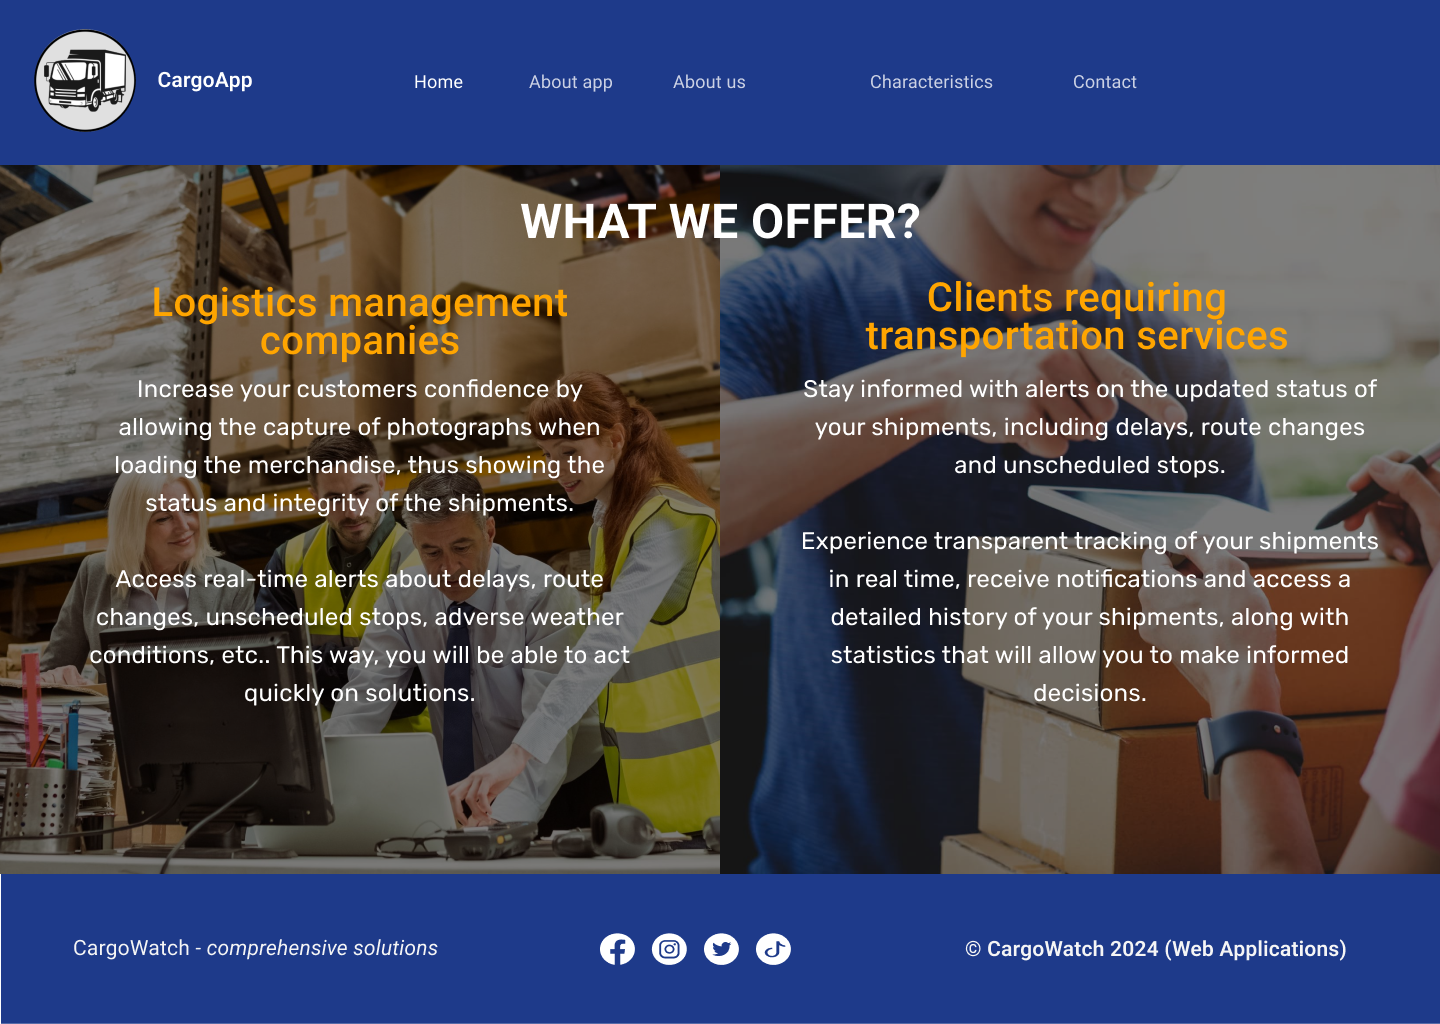 CargoApp
Home
About app
About us
Characteristics
Contact
WHAT WE OFFER?
Logistics management
companies
Increase your customers confidence by
allowing the capture of photographs when
loading the merchandise, thus showing the
status and integrity of the shipments.
Access real-time alerts about delays, route
changes, unscheduled stops, adverse weather
conditions, etc.. This way, you will be able to act
quickly on solutions.
Clients requiring
transportation services
Stay informed with alerts on the updated status of
your shipments, including delays, route changes
and unscheduled stops.
Experience transparent tracking of your shipments
in real time, receive notifications and access a
detailed history of your shipments, along with
statistics that will allow you to make informed
decisions.
CargoWatch - comprehensive solutions
© CargoWatch 2024 (Web Applications)